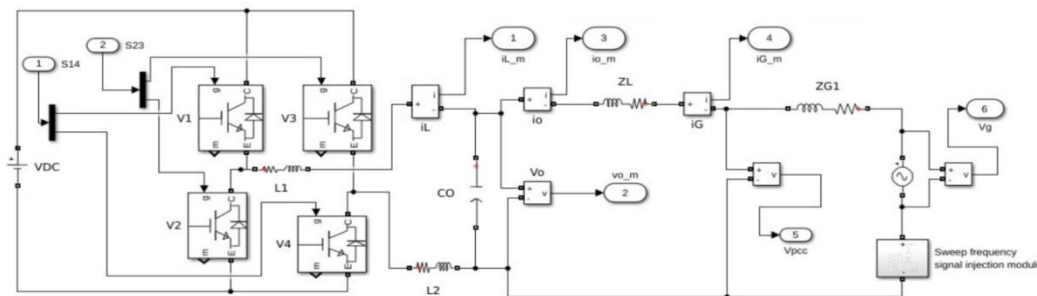 1
S14
2
S23
VDC
g
C
V1
m
E
g
C
V3
m
E
L1
g
C
V2
m
E
g
C
V4
m
E
L2
i
iL
1
iL_m
CO
i
io
3
io_m
v
Vo
vo_m
2
ZL
i
iG
4
iG_m
ZG1
v
5
Vpcc
v
6
Vg
Sweep frequency
signal injection module